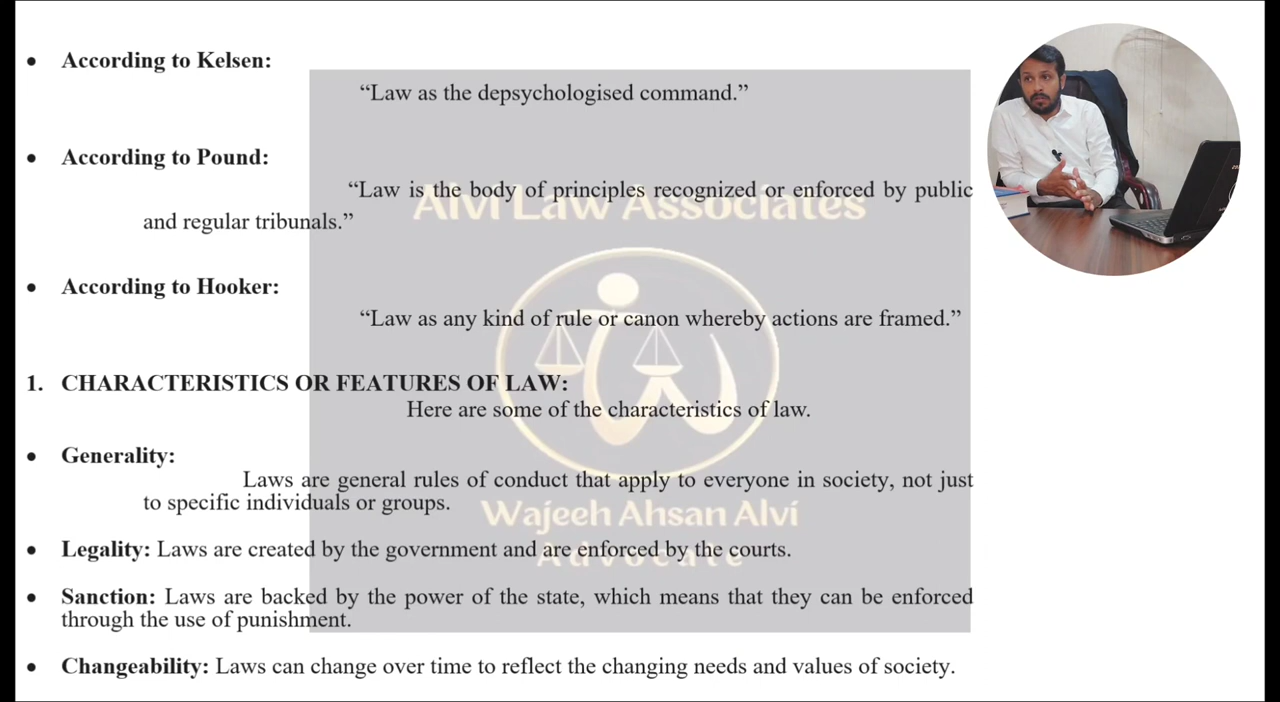 • According to Kelsen:
“Law as the depsychologised command.”
• According to Pound:
“Law is the body of principles recognized or enforced by public
and regular tribunals.”
• According to Hooker:
“Law as any kind of rule or canon whereby actions are framed.”
1. CHARACTERISTICS OR FEATURES OF LAW:
Here are some of the characteristics of law.
• Generality:
Laws are general rules of conduct that apply to everyone in society, not just
to specific individuals or groups.
• Legality: Laws are created by the government and are enforced by the courts.
• Sanction: Laws are backed by the power of the state, which means that they can be enforced
through the use of punishment.
• Changeability: Laws can change over time to reflect the changing needs and values of society.
Alvi Law Associates
Wajeeh Ahsan Alvi
Advocate